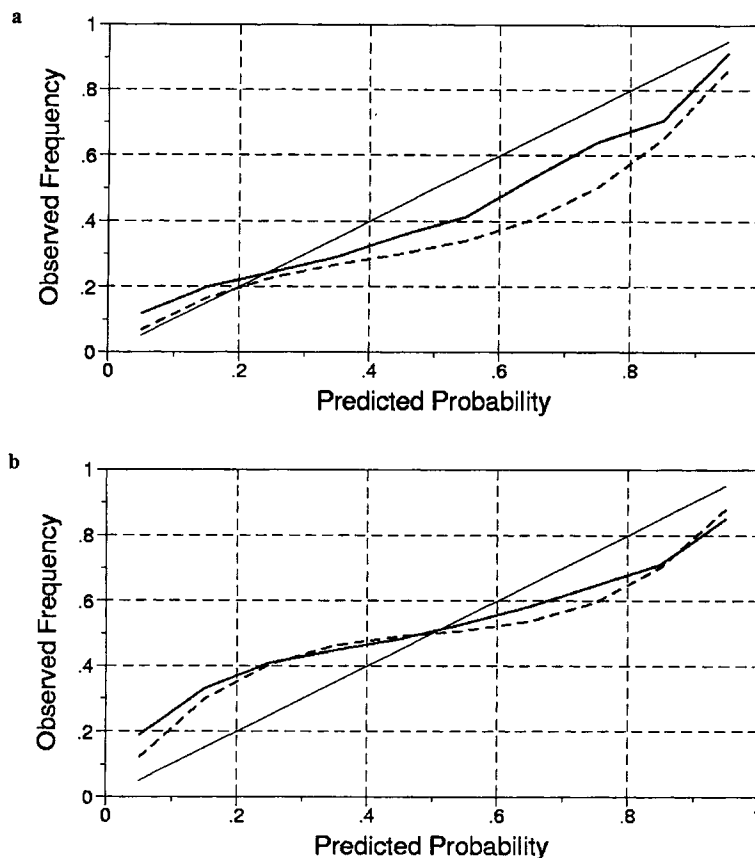 a
1
.8
.6
.4
.2
0
Observed Frequency
0 .2 .4 .6 .8
Predicted Probability
b
1
.8
.6
.4
.2
0
Observed Frequency
0 .2 .4 .6 .8 1
Predicted Probability